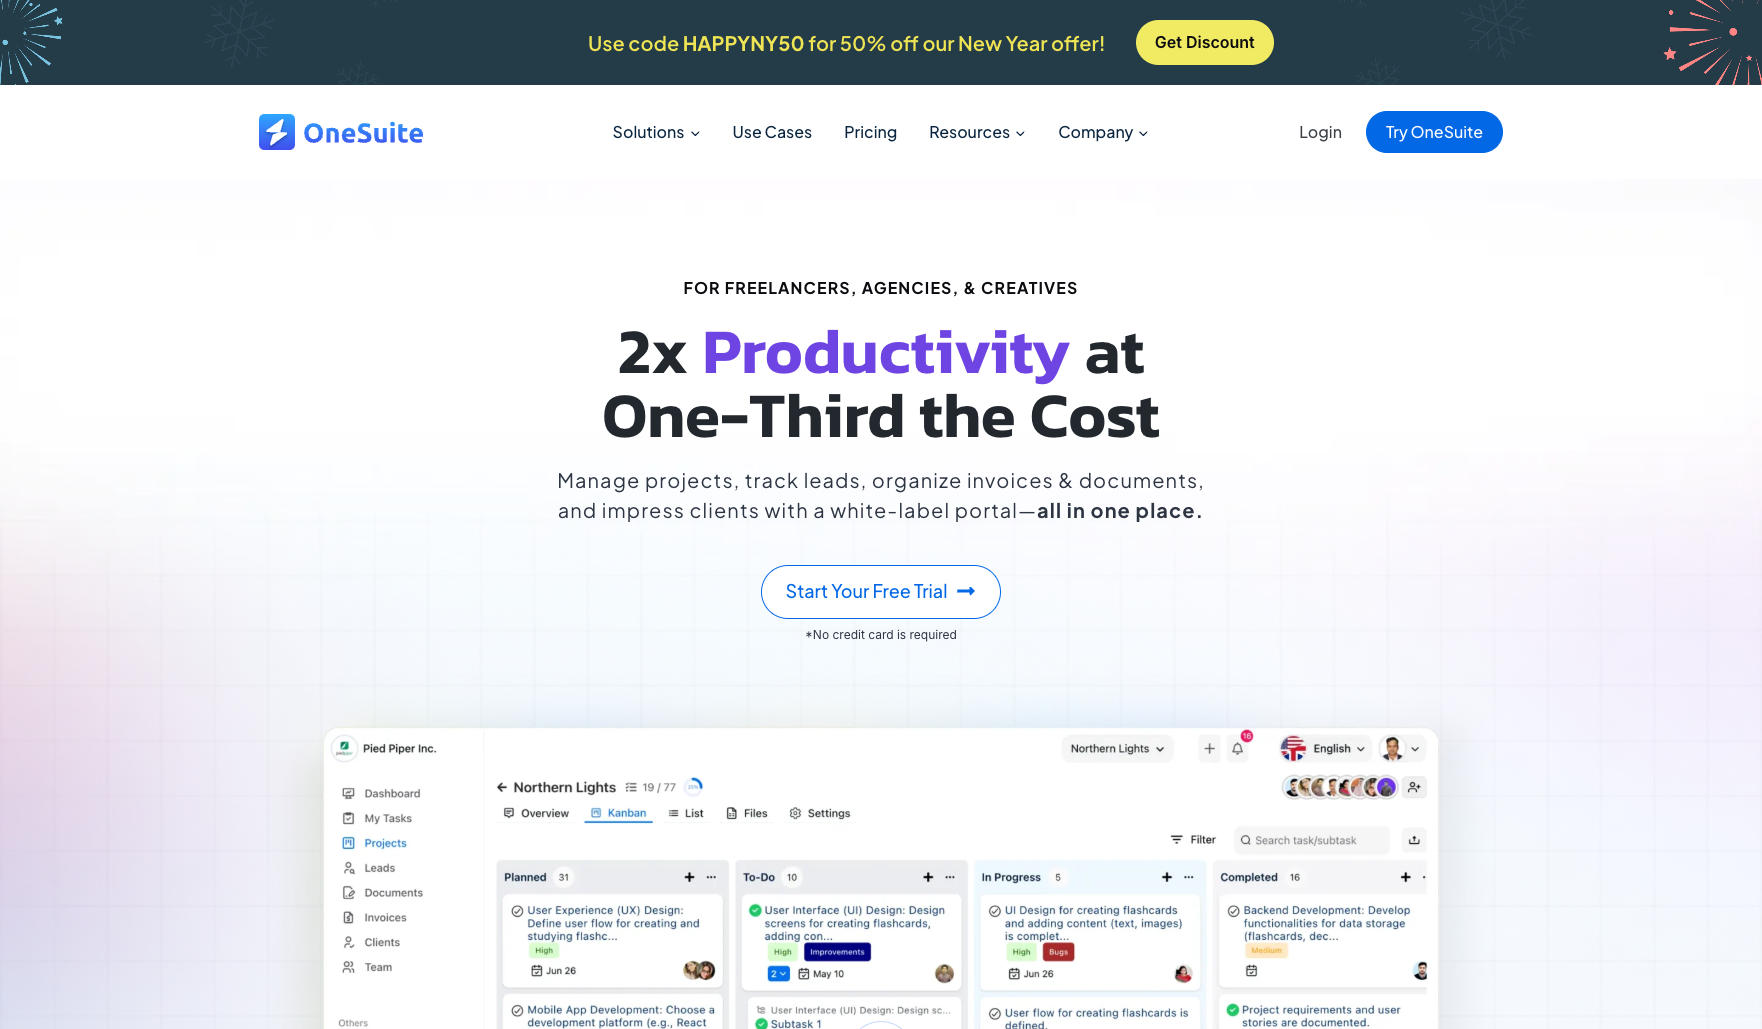 Use code HAPPYNY50 for 50% off our New Year offer!
Get Discount
OneSuite
Solutions
Use Cases
Pricing
Resources
Company
Login
Try OneSuite
FOR FREELANCERS, AGENCIES, & CREATIVES
2x Productivity at
One-Third the Cost
Manage projects, track leads, organize invoices & documents,
and impress clients with a white-label portal—all in one place.
Start Your Free Trial
*No credit card is required
Pied Piper Inc.
Northern Lights
16
English
Dashboard
My Tasks
Projects
Leads
Documents
Invoices
Clients
Team
Others
Northern Lights
19 / 77
Overview
Kanban
List
Files
Settings
Filter
Search task/subtask
Planned 31
User Experience (UX) Design:
Define user flow for creating and
studying flashc...
High
Jun 26
Mobile App Development: Choose a
development platform (e.g., React
To-Do 10
User Interface (UI) Design: Design
screens for creating flashcards,
adding con...
High
Improvements
2
May 10
User Interface (UI) Design: Design sc...
Subtask 1
In Progress 5
UI Design for creating flashcards
and adding content (text, images)
is complet...
High
Bugs
Jun 26
User flow for creating flashcards is
defined.
Completed 16
Backend Development: Develop
functionalities for data storage
(flashcards, dec...
Medium
Project requirements and user
stories are documented.